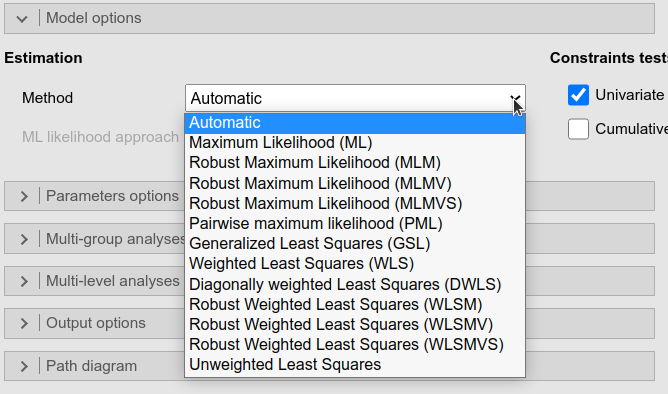 Model options
Estimation
Constraints tests
Method
Automatic
Univariate
ML likelihood approach
Cumulative
Automatic
Maximum Likelihood (ML)
Robust Maximum Likelihood (MLM)
Robust Maximum Likelihood (MLMV)
Robust Maximum Likelihood (MLMVS)
Pairwise maximum likelihood (PML)
Generalized Least Squares (GSL)
Weighted Least Squares (WLS)
Diagonally weighted Least Squares (DWLS)
Robust Weighted Least Squares (WLSM)
Robust Weighted Least Squares (WLSMV)
Robust Weighted Least Squares (WLSMVS)
Unweighted Least Squares
Parameters options
Multi-group analyses
Multi-level analyses
Output options
Path diagram